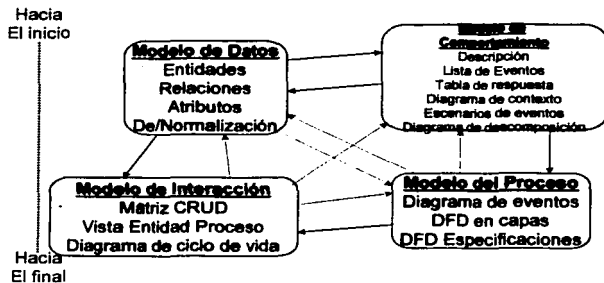 Hacia
El inicio
Modelo de Datos
Entidades
Relaciones
Atributos
De/Normalización
Modelo de
Comportamiento
Descripción
Lista de Eventos
Tabla de respuesta
Diagrama de contexto
Escenarios de eventos
Diagrama de descomposición
Modelo de Interacción
Matriz CRUD
Vista Entidad Proceso
Diagrama de ciclo de vida
Modelo del Proceso
Diagrama de eventos
DFD en capas
DFD Especificaciones
Hacia
El final